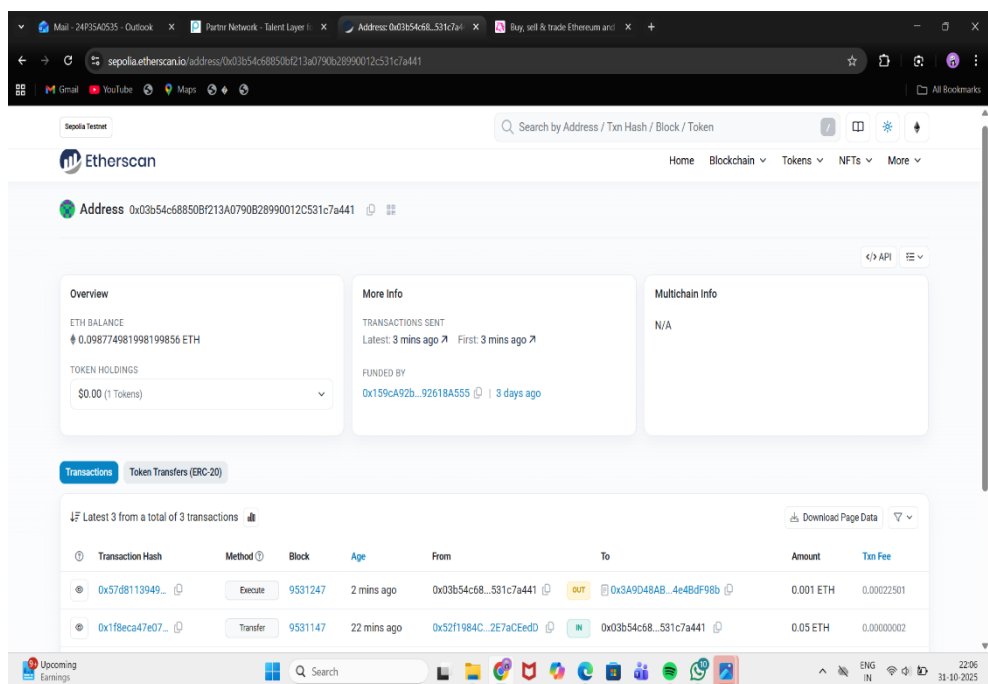 Mail - 24P35A0535 - Outlook
Partnr Network - Talent Layer fo
Address: 0x03b54c68...531c7a4
Buy, sell & trade Ethereum and
sepolia.etherscan.io/address/0x03b54c68850bf213a0790b28990012c531c7a441
Gmail YouTube Maps All Bookmarks
Sepolia Testnet
Search by Address / Txn Hash / Block / Token /
Etherscan
Home Blockchain Tokens NFTs More
Address 0x03b54c68850Bf213A0790B28990012C531c7a441
</> API
Overview
ETH BALANCE
0.098774981998199856 ETH
TOKEN HOLDINGS
$0.00 (1 Tokens)
More Info
TRANSACTIONS SENT
Latest: 3 mins ago First: 3 mins ago
FUNDED BY
0x159cA92b...92618A555 | 3 days ago
Multichain Info
N/A
Transactions Token Transfers (ERC-20)
Latest 3 from a total of 3 transactions
Download Page Data
Transaction Hash Method Block Age From To Amount Txn Fee
0x57d8113949... Execute 9531247 2 mins ago 0x03b54c68...531c7a441 OUT 0x3A9D48AB...4e4BdF98b 0.001 ETH 0.00022501
0x1f8eca47e07... Transfer 9531147 22 mins ago 0x52f1984C...2E7aCEedD IN 0x03b54c68...531c7a441 0.05 ETH 0.00000002
9+
Upcoming
Earnings
Search
ENG
IN
22:06
31-10-2025